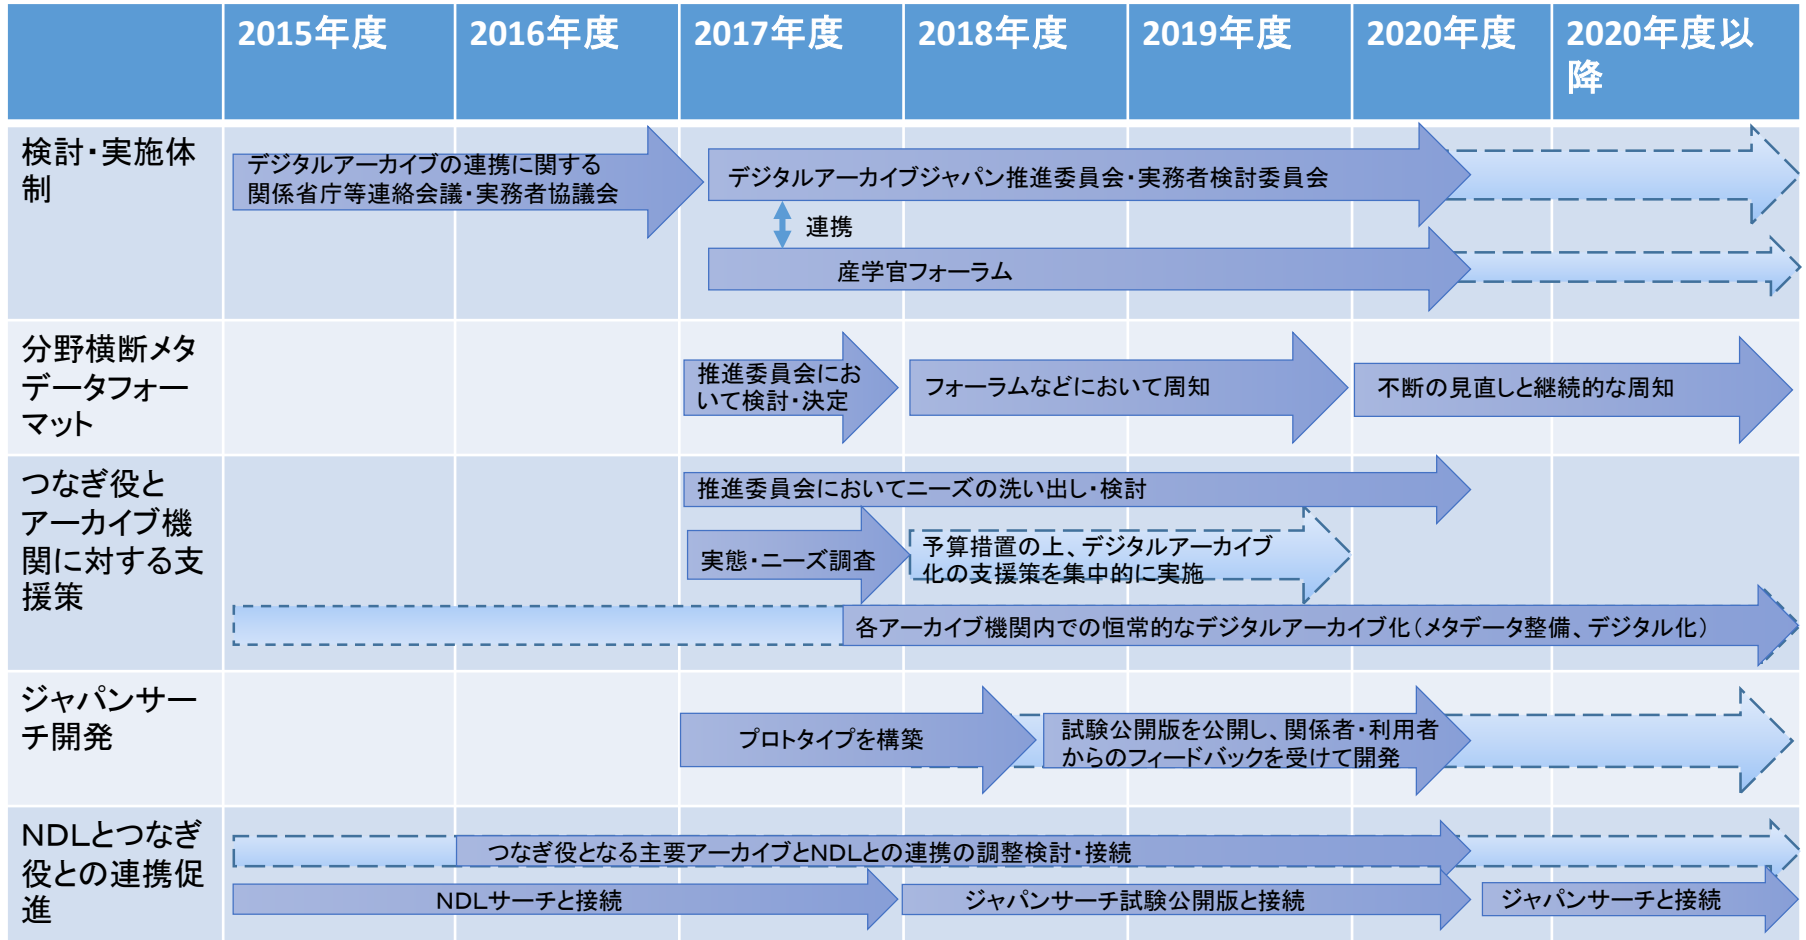 2015年度
2016年度
2017年度
2018年度
2019年度
2020年度
2020年度以
降
検討・実施体
制
デジタルアーカイブの連携に関する
関係省庁等連絡会議・実務者協議会
デジタルアーカイブジャパン推進委員会・実務者検討委員会
連携
産学官フォーラム
分野横断メタ
データフォー
マット
推進委員会にお
いて検討・決定
フォーラムなどにおいて周知
不断の見直しと継続的な周知
つなぎ役と
アーカイブ機
関に対する支
援策
推進委員会においてニーズの洗い出し・検討
実態・ニーズ調査
予算措置の上、デジタルアーカイブ
化の支援策を集中的に実施
各アーカイブ機関内での恒常的なデジタルアーカイブ化（メタデータ整備、デジタル化）
ジャパンサー
チ開発
プロトタイプを構築
試験公開版を公開し、関係者・利用者
からのフィードバックを受けて開発
ＮＤＬとつなぎ
役との連携促
進
つなぎ役となる主要アーカイブとNDLとの連携の調整検討・接続
NDLサーチと接続
ジャパンサーチ試験公開版と接続
ジャパンサーチと接続